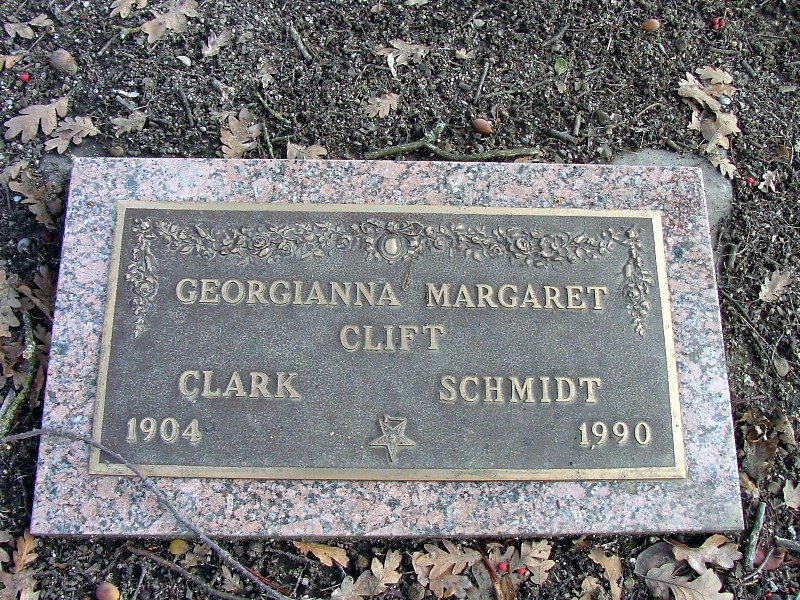 GEORGIANNA MARGARET
CLIFT
CLARK SCHMIDT
1904 1990